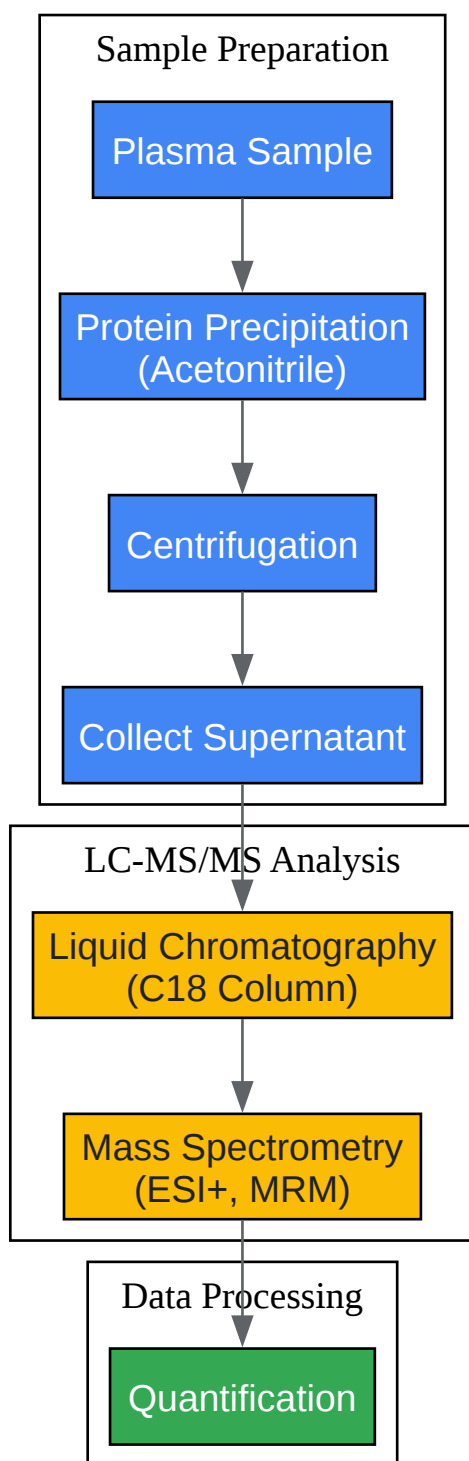 Sample Preparation
Plasma Sample
Protein Precipitation
(Acetonitrile)
Centrifugation
Collect Supernatant
LC-MS/MS Analysis
Liquid Chromatography
(C18 Column)
Mass Spectrometry
(ESI+, MRM)
Data Processing
Quantification